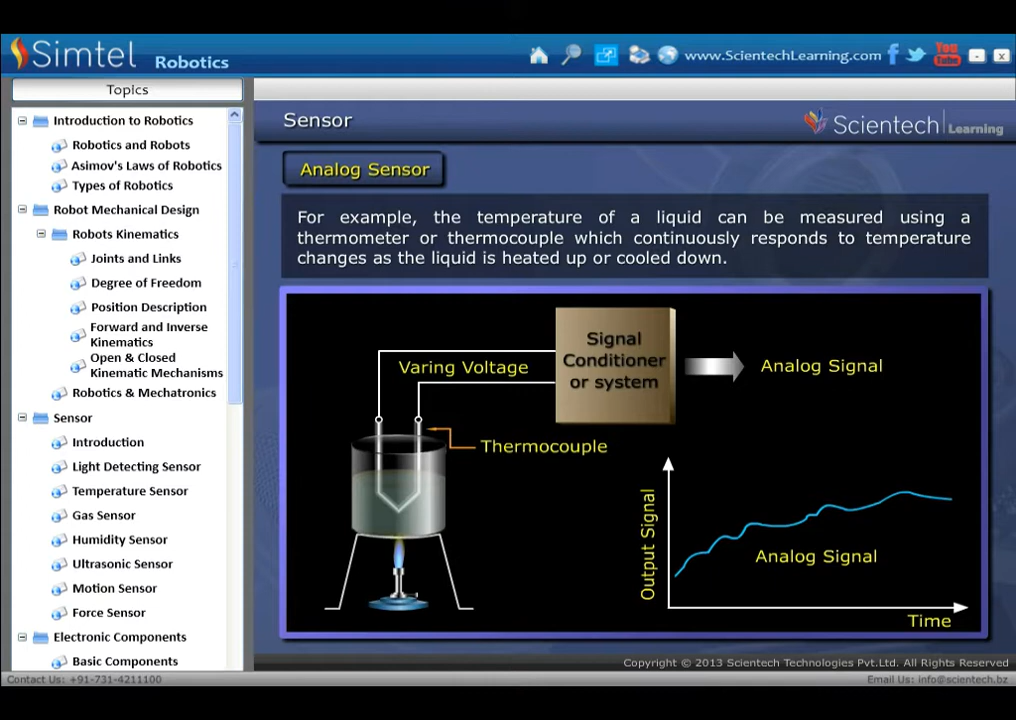 Simtel Robotics
www.ScientechLearning.com
You
Tube
Topics
Introduction to Robotics
Robotics and Robots
Asimov's Laws of Robotics
Types of Robotics
Robot Mechanical Design
Robots Kinematics
Joints and Links
Degree of Freedom
Position Description
Forward and Inverse
Kinematics
Open & Closed
Kinematic Mechanisms
Robotics & Mechatronics
Sensor
Introduction
Light Detecting Sensor
Temperature Sensor
Gas Sensor
Humidity Sensor
Ultrasonic Sensor
Motion Sensor
Force Sensor
Electronic Components
Basic Components
Sensor
Scientech Learning
Analog Sensor
For example, the temperature of a liquid can be measured using a
thermometer or thermocouple which continuously responds to temperature
changes as the liquid is heated up or cooled down.
Signal
Conditioner
or system
Varing Voltage
Analog Signal
Thermocouple
Output Signal
Analog Signal
Time
Copyright © 2013 Scientech Technologies Pvt.Ltd. All Rights Reserved
Contact Us: +91-731-4211100
Email Us: info@scientech.bz